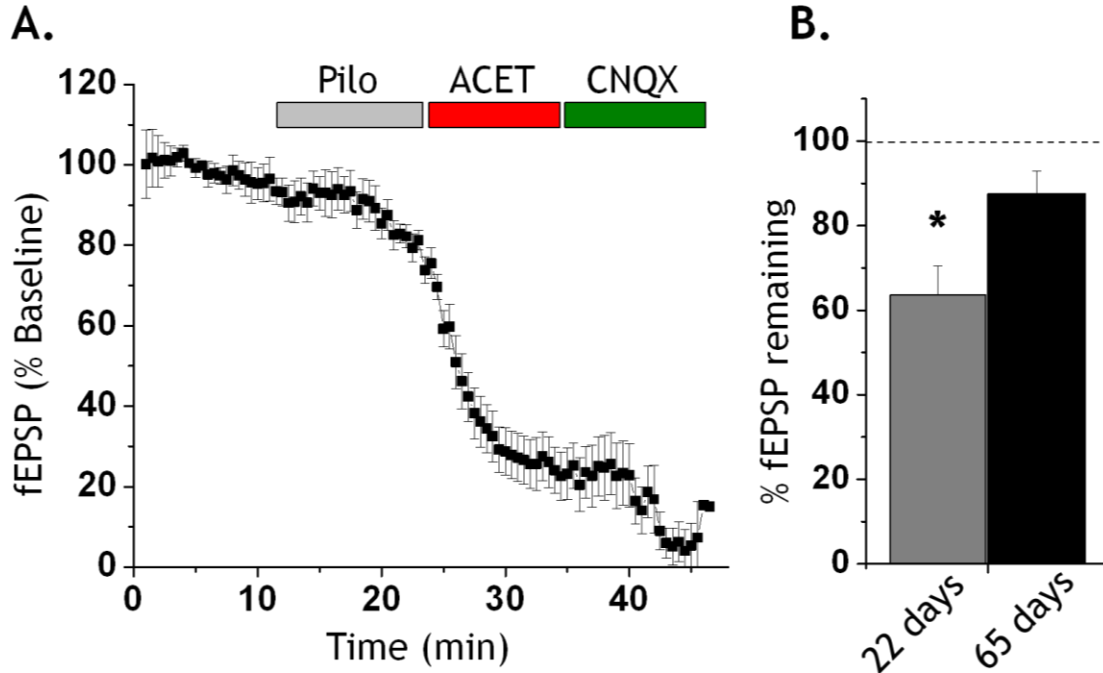 A.
Pilo ACET CNQX
fEPSP (% Baseline)
120
100
80
60
40
20
0
0 10 20 30 40
Time (min)
B.
% fEPSP remaining
100
80
60
40
20
0
*
22 days
65 days